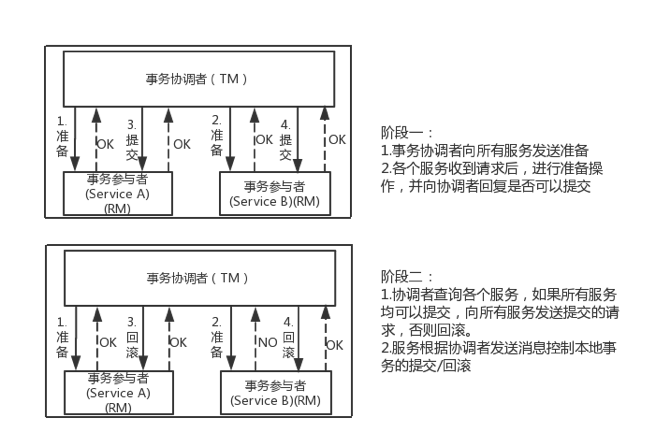 事务协调者（TM）
1.
准
备
OK
3.
提
交
OK
2.
准
备
OK
4.
提
交
OK
事务参与者
(Service A)
(RM)
事务参与者
(Service B)(RM)
阶段一：
1.事务协调者向所有服务发送准备
2.各个服务收到请求后，进行准备操
作，并向协调者回复是否可以提交
事务协调者（TM）
1.
准
备
OK
3.
回
滚
OK
2.
准
备
NO
4.
回
滚
OK
事务参与者
(Service A)
(RM)
事务参与者
(Service B)(RM)
阶段二：
1.协调者查询各个服务，如果所有服务
均可以提交，向所有服务发送提交的请
求，否则回滚。
2.服务根据协调者发送消息控制本地事
务的提交/回滚